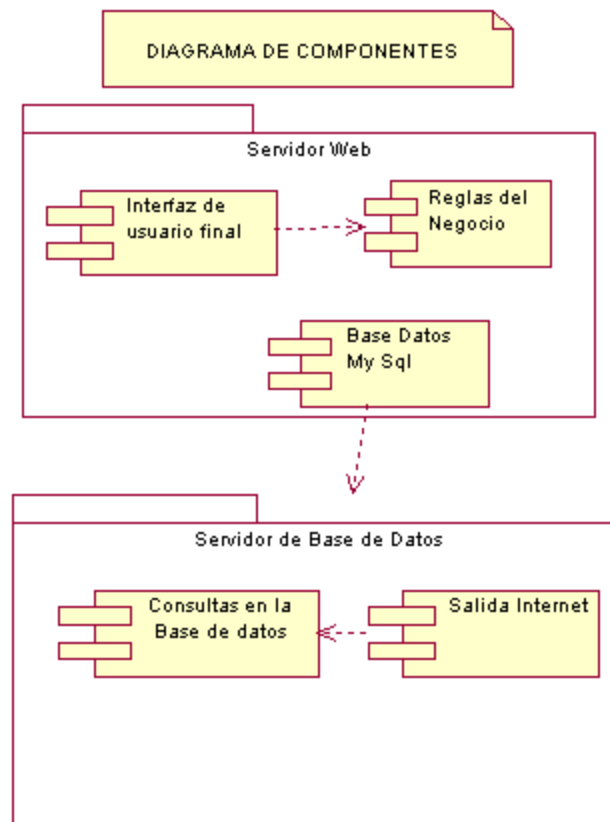 DIAGRAMA DE COMPONENTES
Servidor Web
Interfaz de
usuario final
Reglas del
Negocio
Base Datos
My Sql
Servidor de Base de Datos
Consultas en la
Base de datos
Salida Internet